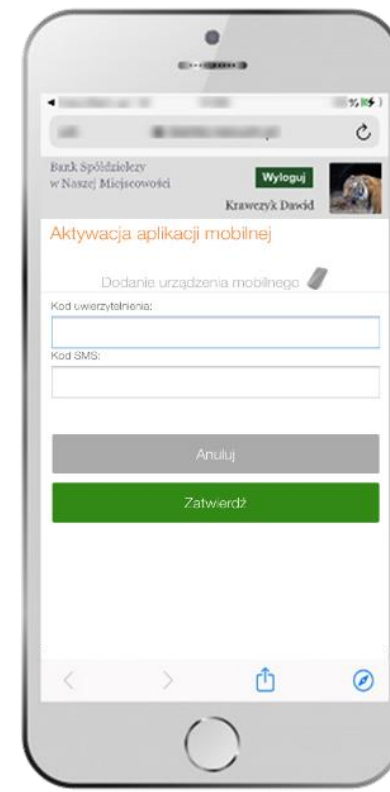 Bank Spółdzielczy
w Naszej Miejscowości
Wyloguj
Krawczyk Dawid
Aktywacja aplikacji mobilnej
Dodanie urządzenia mobilnego
Kod uwierzytelnienia:
Kod SMS:
Anuluj
Zatwierdź